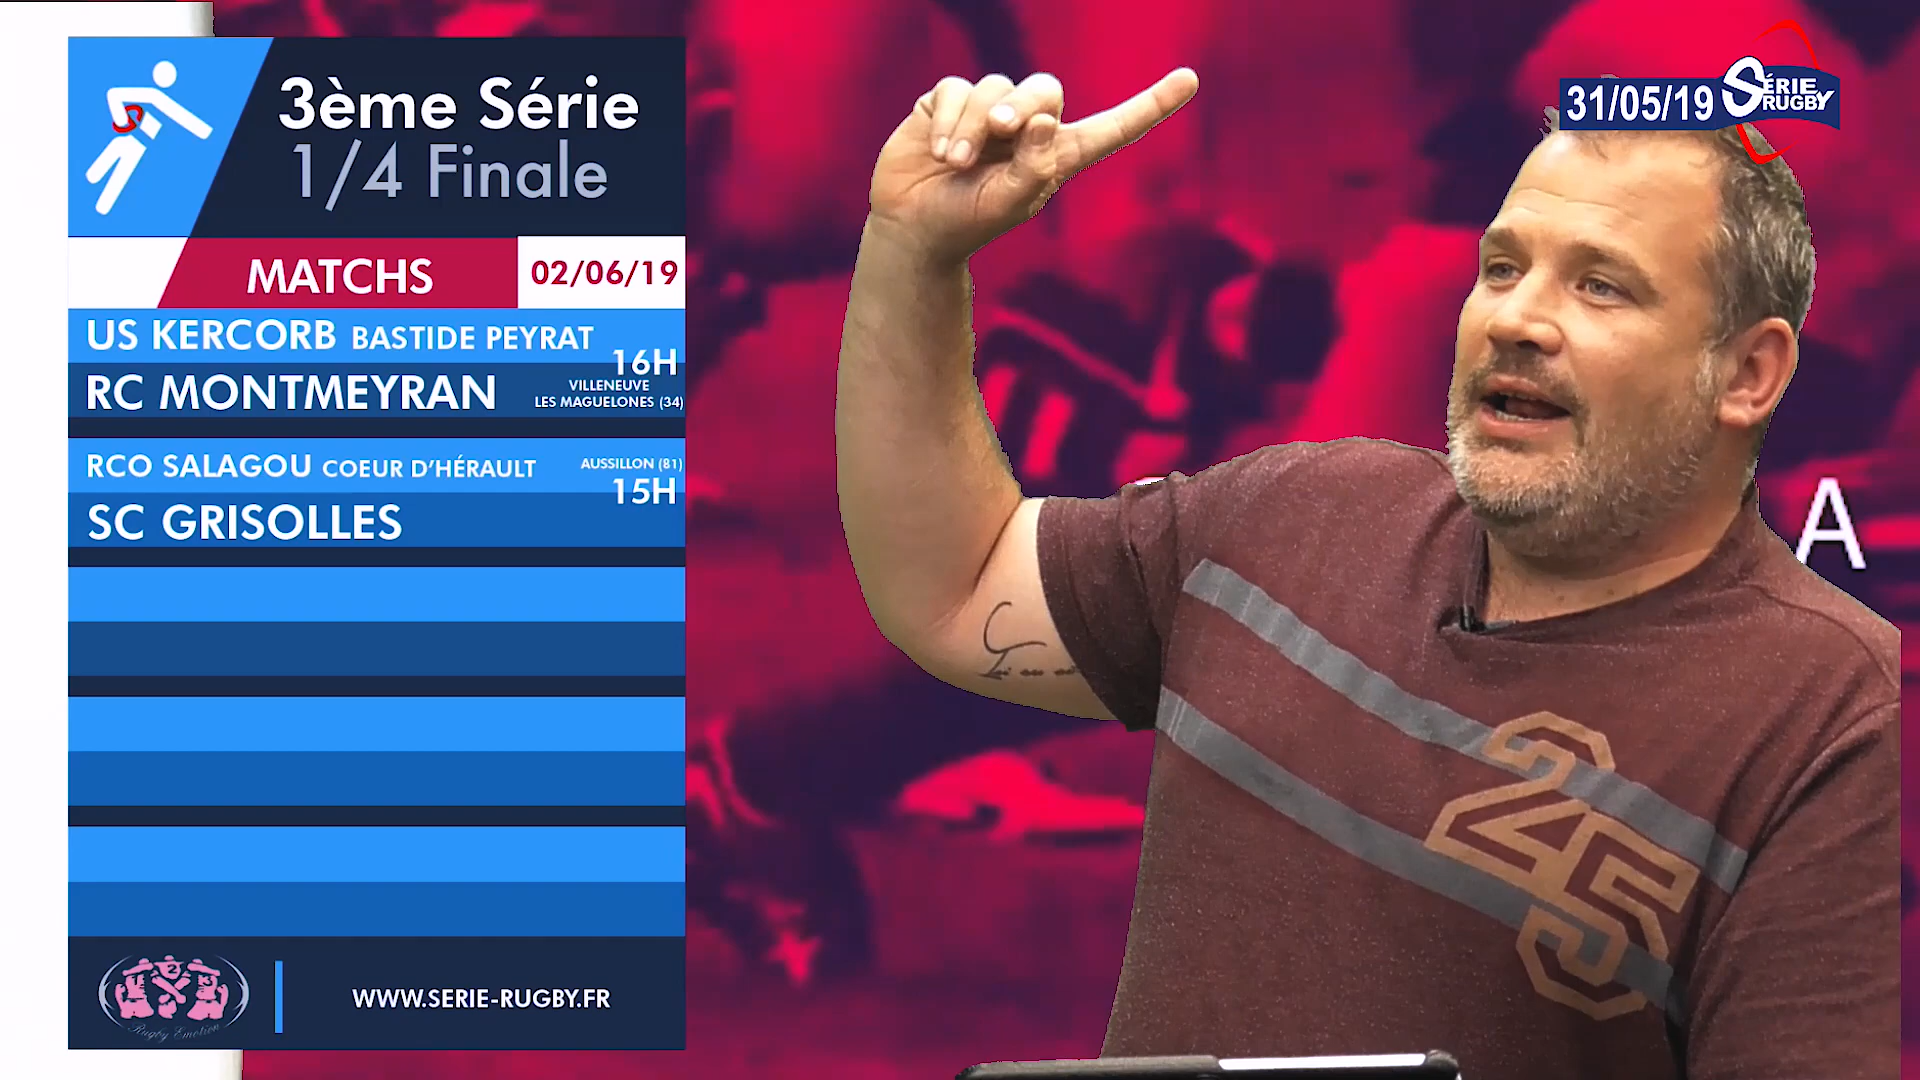 3ème Série
1/4 Finale
MATCHS
02/06/19
US KERCORB BASTIDE PEYRAT
16H
RC MONTMEYRAN
VILLENEUVE
LES MAGUELONES (34)
RCO SALAGOU COEUR D'HÉRAULT
AUSSILLON (81)
15H
SC GRISOLLES
Rugby Emotion
WWW.SERIE-RUGBY.FR
31/05/19
SÉRIE
RUGBY
A
25